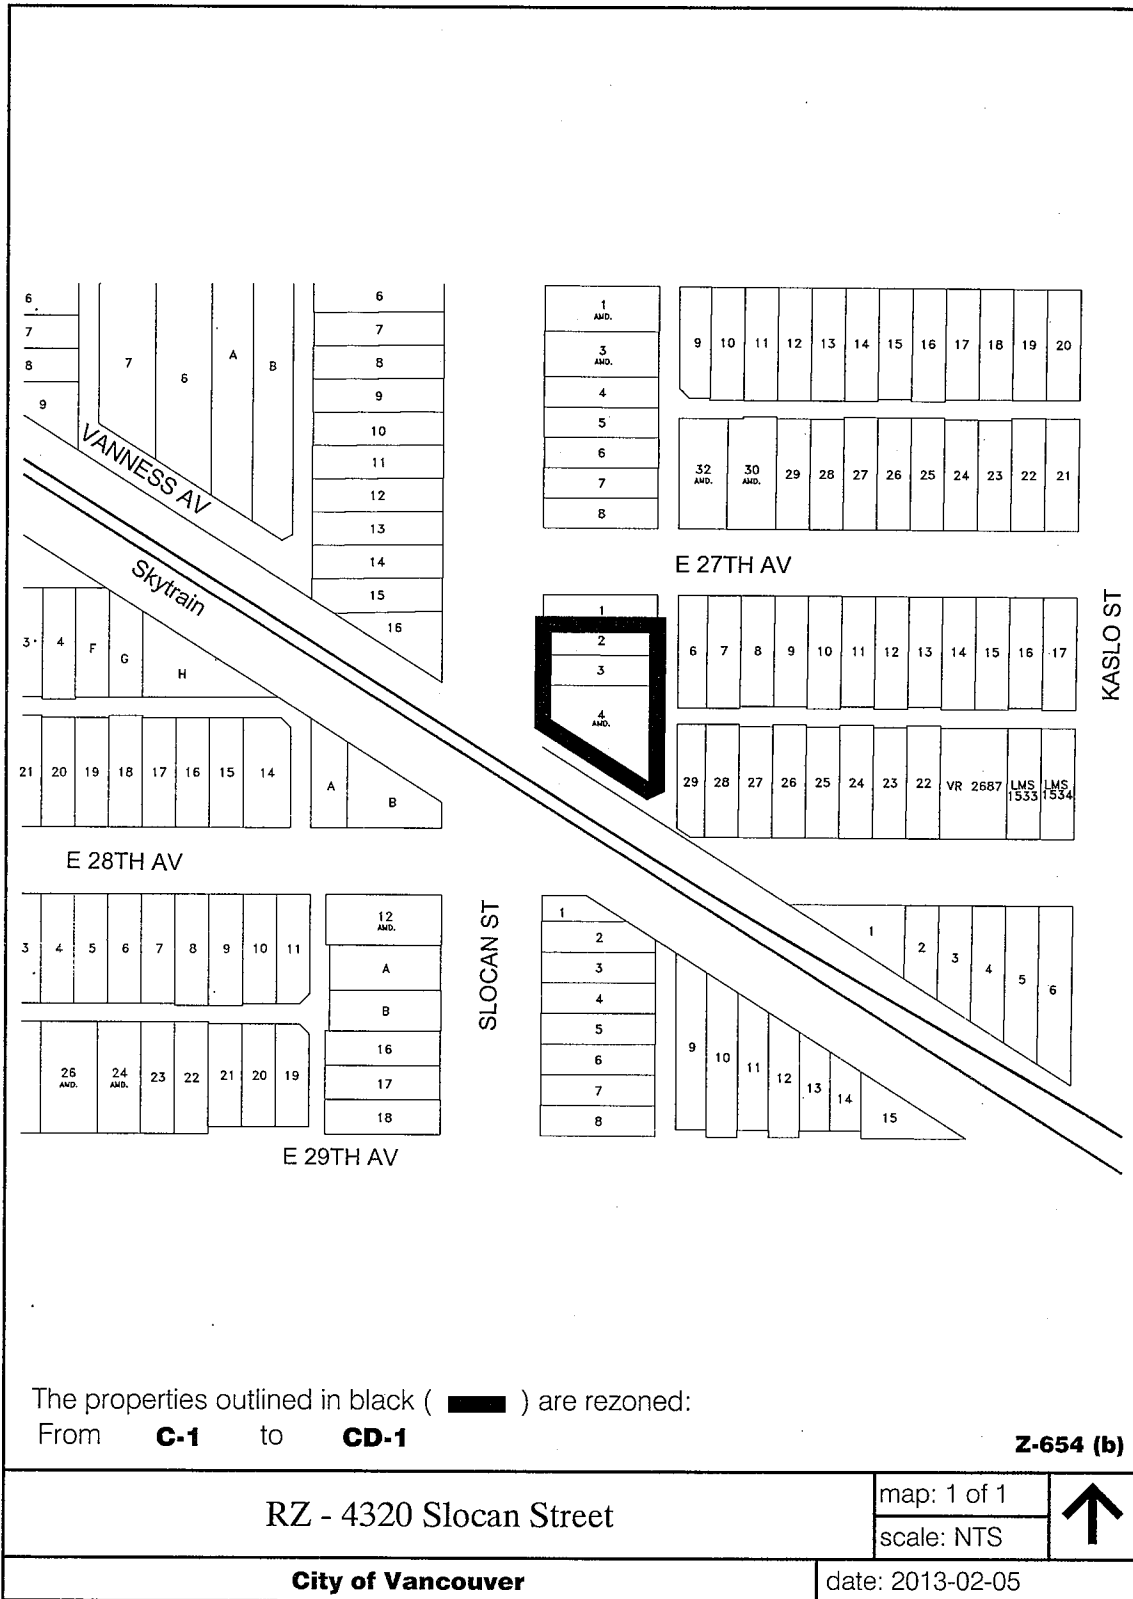 6 7 8 9
7 6 A B
6 7 8 9 10 11 12 13 14 15 16
1 AMD.
3 AMD.
4 5 6 7 8
9 10 11 12 13 14 15 16 17 18 19 20
32 AMD. 30 AMD. 29 28 27 26 25 24 23 22 21
VANNESS AV
Skytrain
E 27TH AV
KASLO ST
3 4 F G H
1
2
3
4 AMD.
6 7 8 9 10 11 12 13 14 15 16 17
21 20 19 18 17 16 15 14
A B
29 28 27 26 25 24 23 22 VR 2687 LMS 1533 LMS 1534
E 28TH AV
3 4 5 6 7 8 9 10 11
12 AMD.
A
B
16
17
18
SLOCAN ST
1
2
3
4
5
6
7
8
9 10 11 12 13 14 15
1 2 3 4 5 6
26 AMD. 24 AMD. 23 22 21 20 19
E 29TH AV
The properties outlined in black ( ) are rezoned:
From C-1 to CD-1
Z-654 (b)
RZ - 4320 Slocan Street
map: 1 of 1
scale: NTS
City of Vancouver
date: 2013-02-05